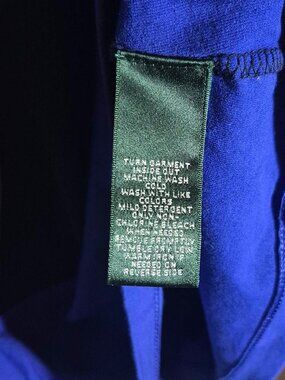 TURN GARMENT
INSIDE OUT
MACHINE WASH
COLD
WASH WITH LIKE
COLORS
MILD DETERGENT
ONLY NON-
CHLORINE BLEACH
WHEN NEEDED
REMOVE PROMPTLY
TUMBLE DRY LOW
WARM IRON IF
NEEDED ON
REVERSE SIDE